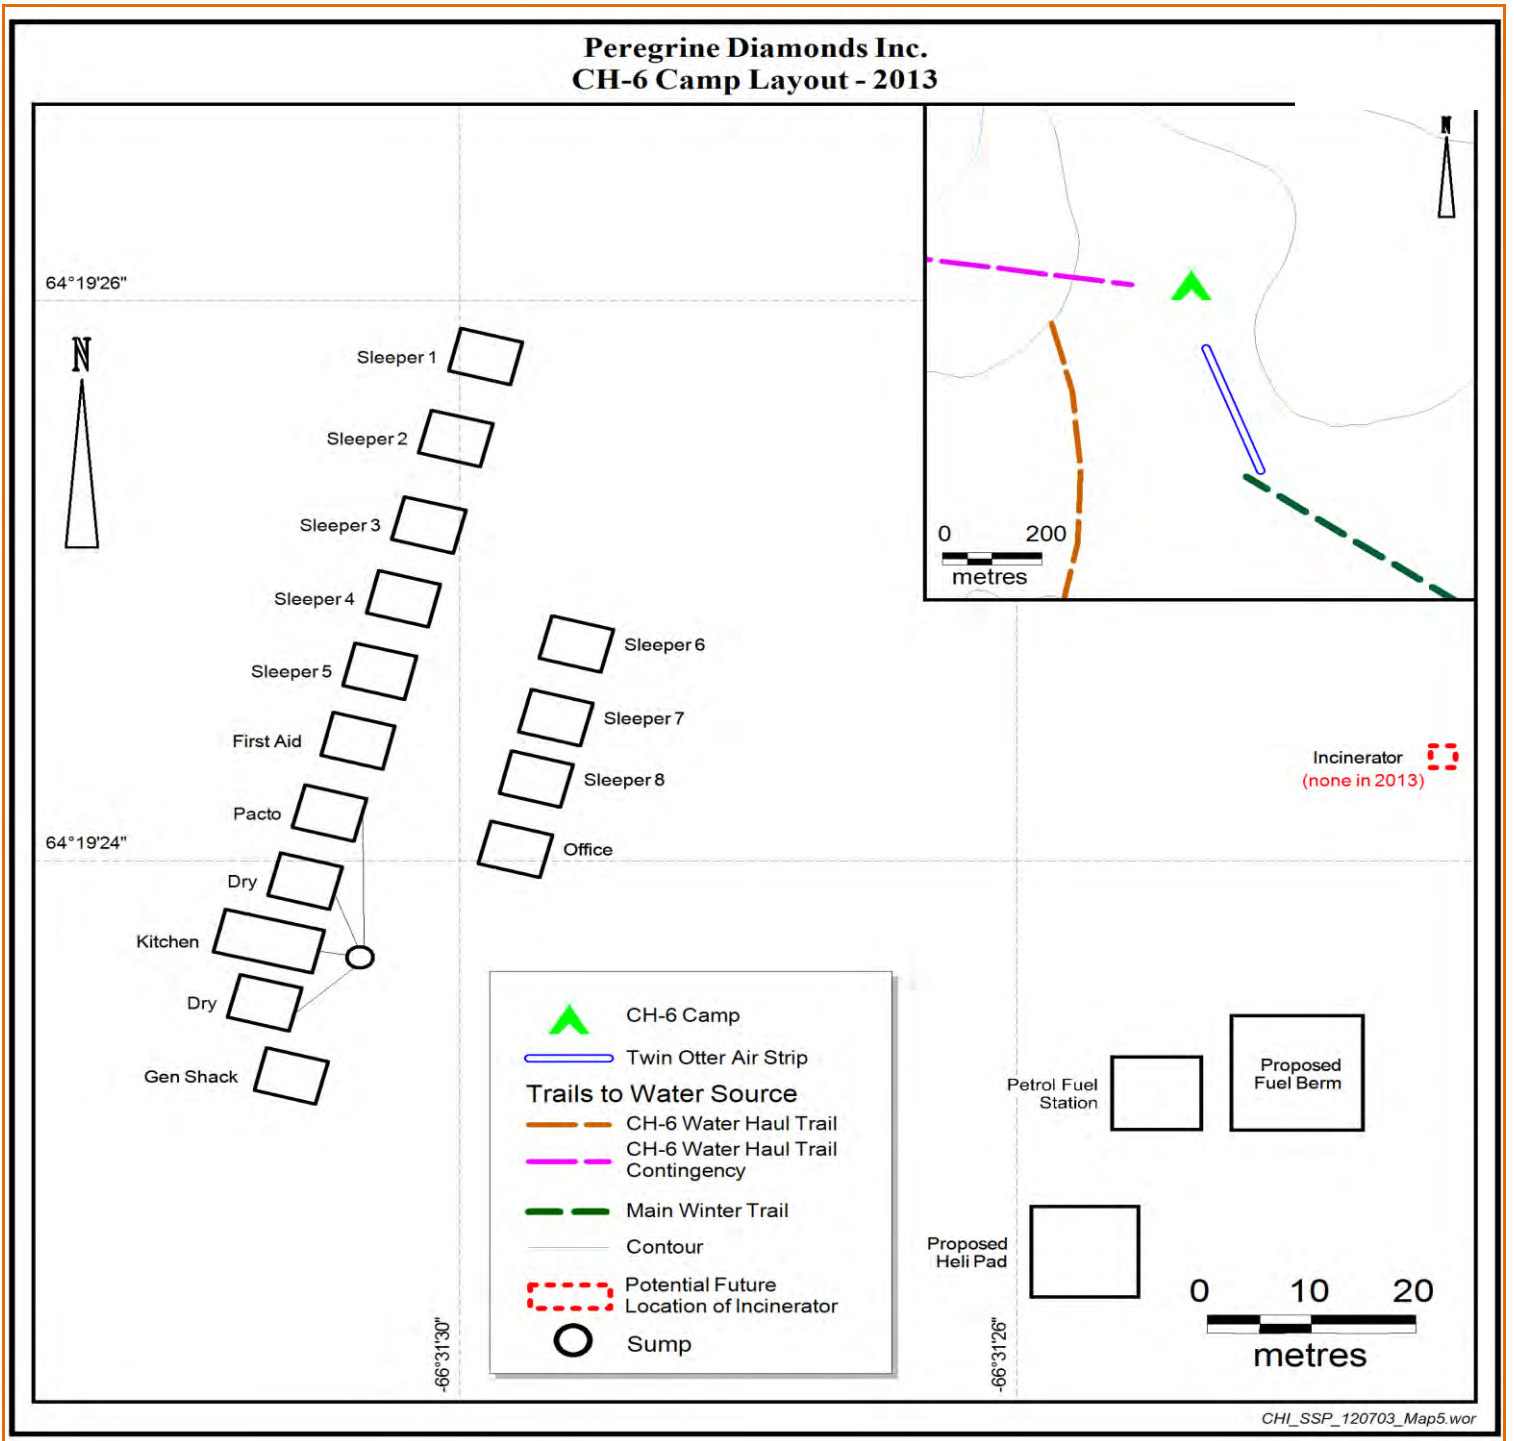 Peregrine Diamonds Inc.
CH-6 Camp Layout - 2013
N
0 200
metres
64°19'26"
N
Sleeper 1
Sleeper 2
Sleeper 3
Sleeper 4
Sleeper 5
First Aid
Pacto
64°19'24"
Dry
Kitchen
Dry
Gen Shack
Sleeper 6
Sleeper 7
Sleeper 8
Office
Incinerator
(none in 2013)
CH-6 Camp
Twin Otter Air Strip
Trails to Water Source
CH-6 Water Haul Trail
CH-6 Water Haul Trail
Contingency
Main Winter Trail
Contour
Potential Future
Location of Incinerator
Sump
Petrol Fuel
Station
Proposed
Fuel Berm
Proposed
Heli Pad
0 10 20
metres
-66°31'30"
-66°31'26"
CHI_SSP_120703_Map5.wor